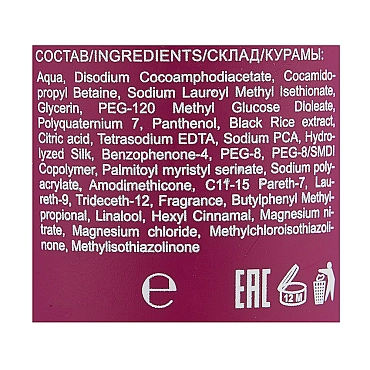 СОСТАВ/INGREDIENTS/СКЛАД/КУРАМЫ:
Aqua, Disodium Cocoamphodiacetate, Cocamido-
propyl Betaine, Sodium Lauroyl Methyl Isethionate,
Glycerin, PEG-120 Methyl Glucose Dioleate,
Polyquaternium 7, Panthenol, Black Rice extract,
Citric acid, Tetrasodium EDTA, Sodium PCA, Hydro-
lyzed Silk, Benzophenone-4, PEG-8, PEG-8/SMDI
Copolymer, Palmitoyl myristyl serinate, Sodium poly-
acrylate, Amodimethicone, C11-15 Pareth-7, Lau-
reth-9, Trideceth-12, Fragrance, Butylphenyl Methyl-
propional, Linalool, Hexyl Cinnamal, Magnesium ni-
trate, Magnesium chloride, Methylchloroisothiazoli-
none, Methylisothiazolinone
℮ EAC 12 M